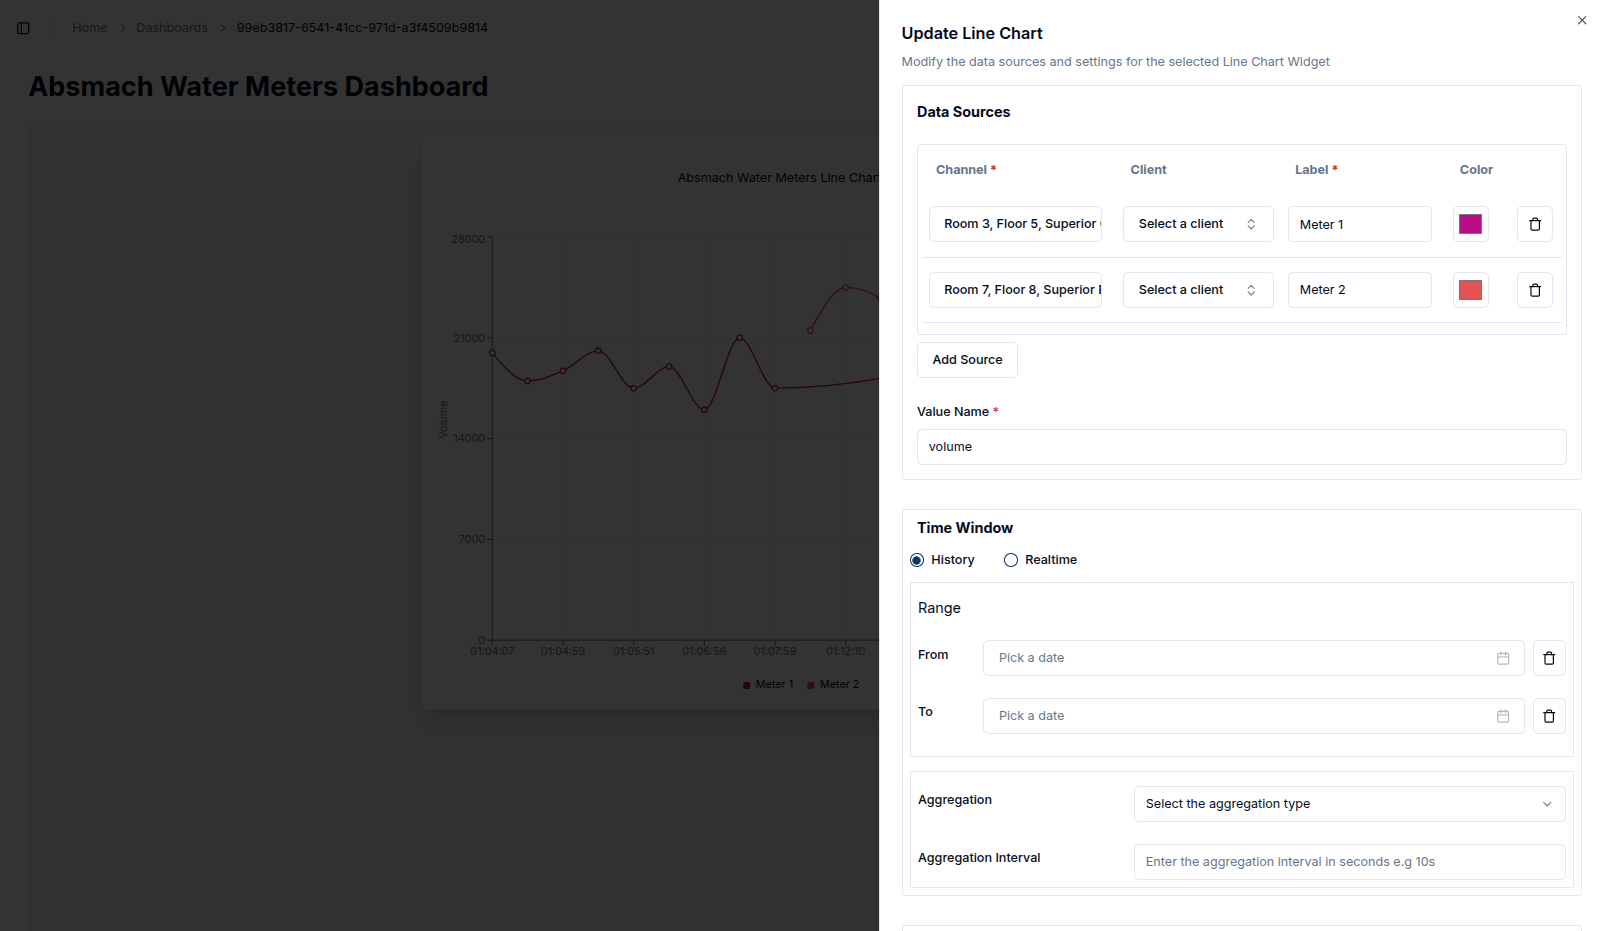 Home > Dashboards > 99eb3817-6541-41cc-971d-a3f4509b9814
Absmach Water Meters Dashboard
Absmach Water Meters Line Char
28000
21000
14000
7000
0
Volume
01:04:07 01:04:59 01:05:51 01:06:56 01:07:59 01:12:10
Meter 1 Meter 2
Update Line Chart
Modify the data sources and settings for the selected Line Chart Widget
Data Sources
Channel * Client Label * Color
Room 3, Floor 5, Superior Select a client Meter 1
Room 7, Floor 8, Superior Select a client Meter 2
Add Source
Value Name *
volume
Time Window
History Realtime
Range
From Pick a date
To Pick a date
Aggregation Select the aggregation type
Aggregation Interval Enter the aggregation interval in seconds e.g 10s